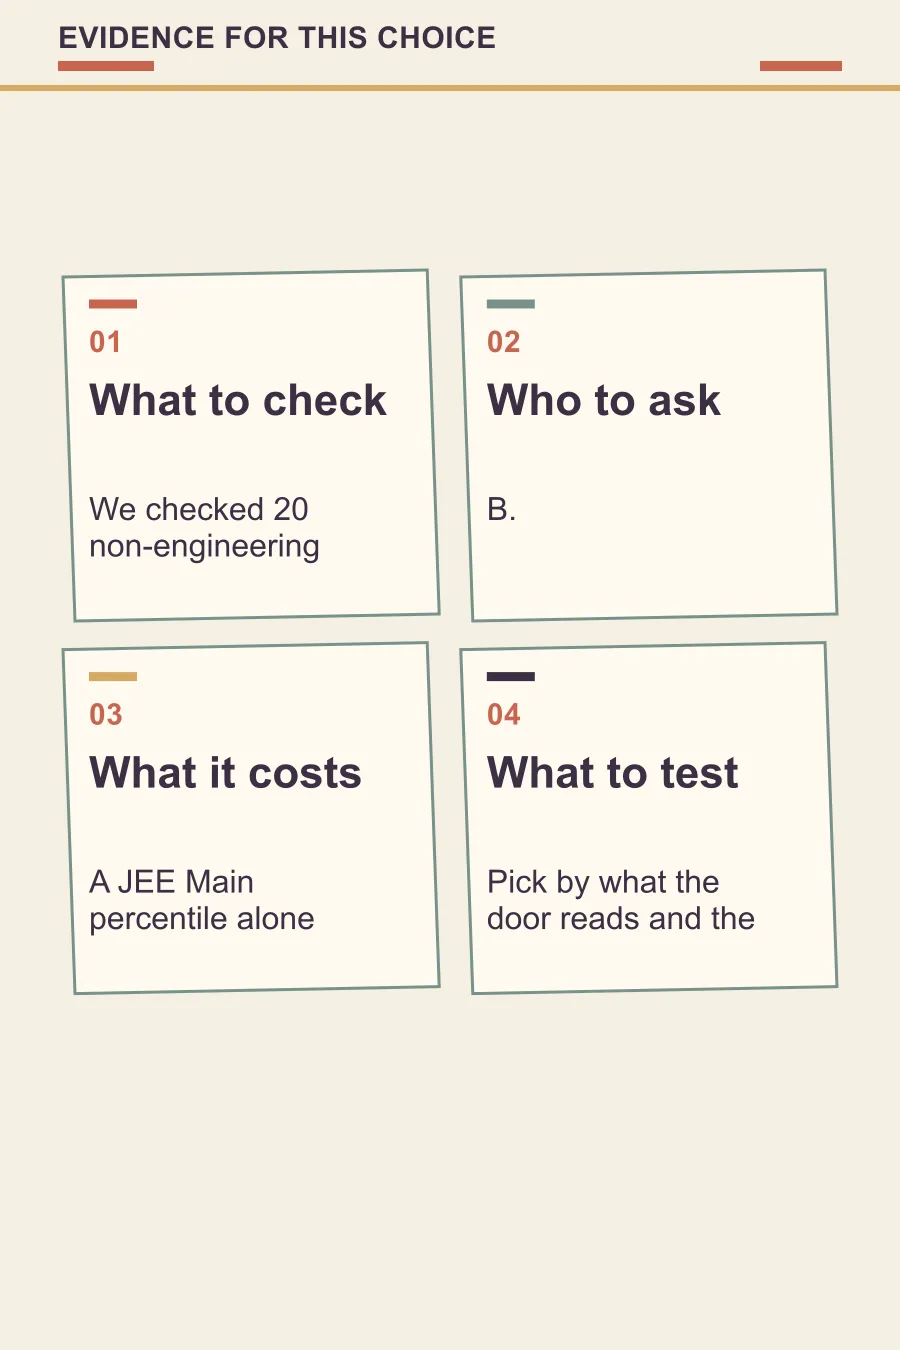 EVIDENCE FOR THIS CHOICE
01
What to check
We checked 20
non-engineering
02
Who to ask
B.
03
What it costs
A JEE Main
percentile alone
04
What to test
Pick by what the
door reads and the